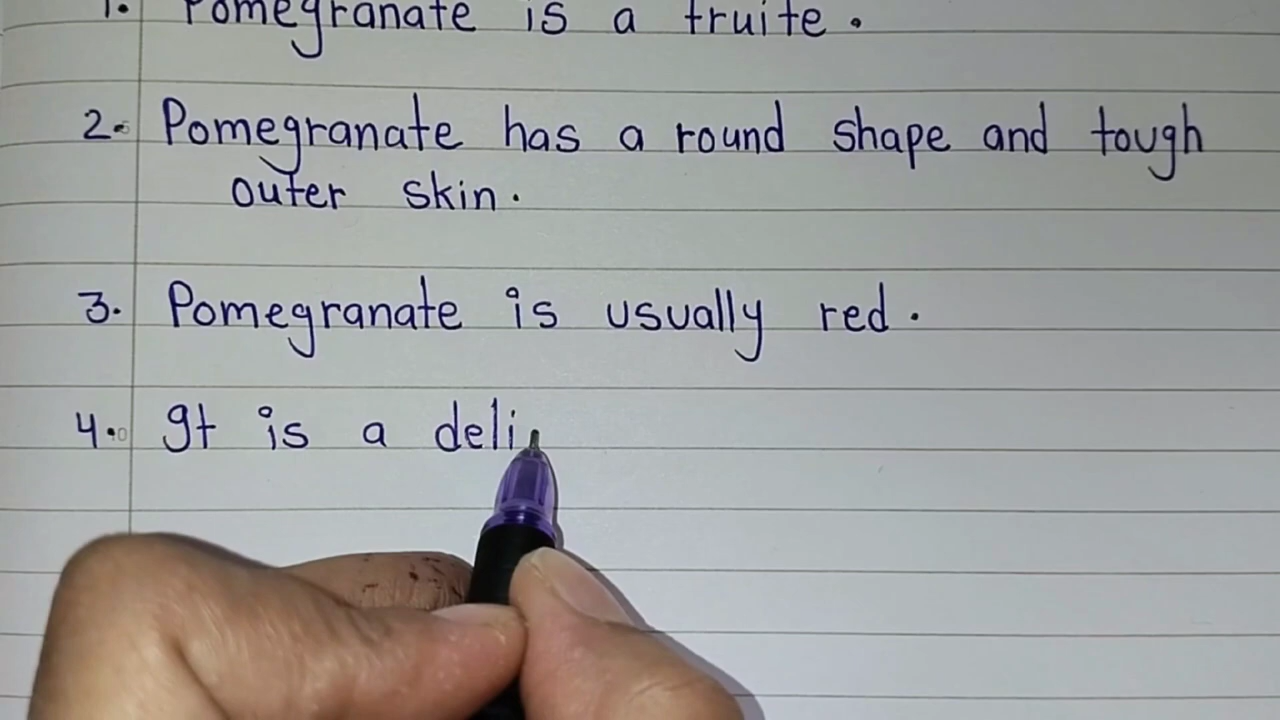 1. Pomegranate is a fruite.
2. Pomegranate has a round shape and tough
outer skin.
3. Pomegranate is usually red.
4. It is a deli